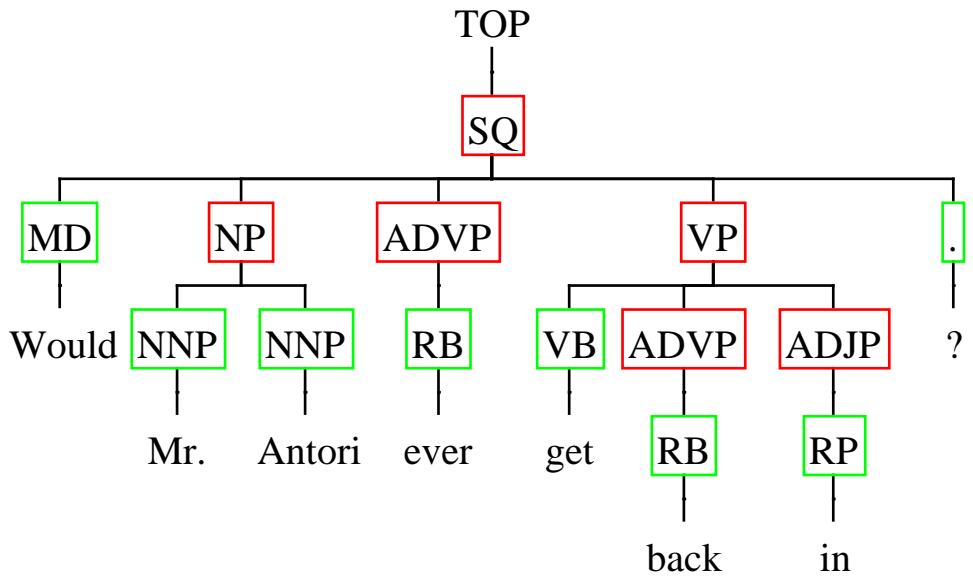 TOP
SQ
MD NP ADVP VP .
Would NNP NNP RB VB ADVP ADJP ?
Mr. Antori ever get RB RP
back in